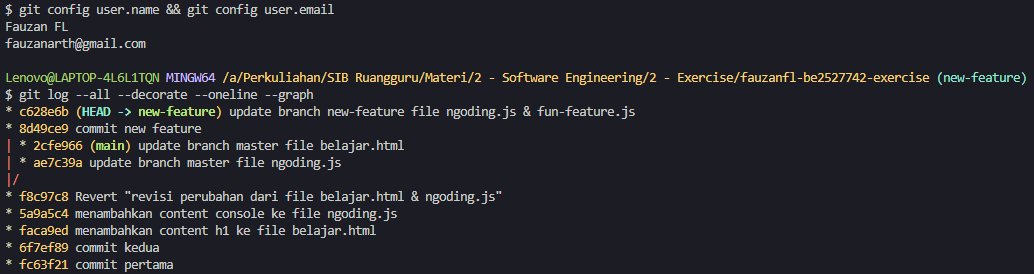 $ git config user.name && git config user.email
Fauzan FL
fauzanarth@gmail.com
Lenovo@LAPTOP-4L6L1TQN MINGW64 /a/Perkuliahan/SIB Ruangguru/Materi/2 - Software Engineering/2 - Exercise/fauzanfl-be2527742-exercise (new-feature)
$ git log --all --decorate --oneline --graph
* c628e6b (HEAD -> new-feature) update branch new-feature file ngoding.js & fun-feature.js
* 8d49ce9 commit new feature
| * 2cfe966 (main) update branch master file belajar.html
| * ae7c39a update branch master file ngoding.js
|/
* f8c97c8 Revert "revisi perubahan dari file belajar.html & ngoding.js"
* 5a9a5c4 menambahkan content console ke file ngoding.js
* faca9ed menambahkan content h1 ke file belajar.html
* 6f7ef89 commit kedua
* fc63f21 commit pertama